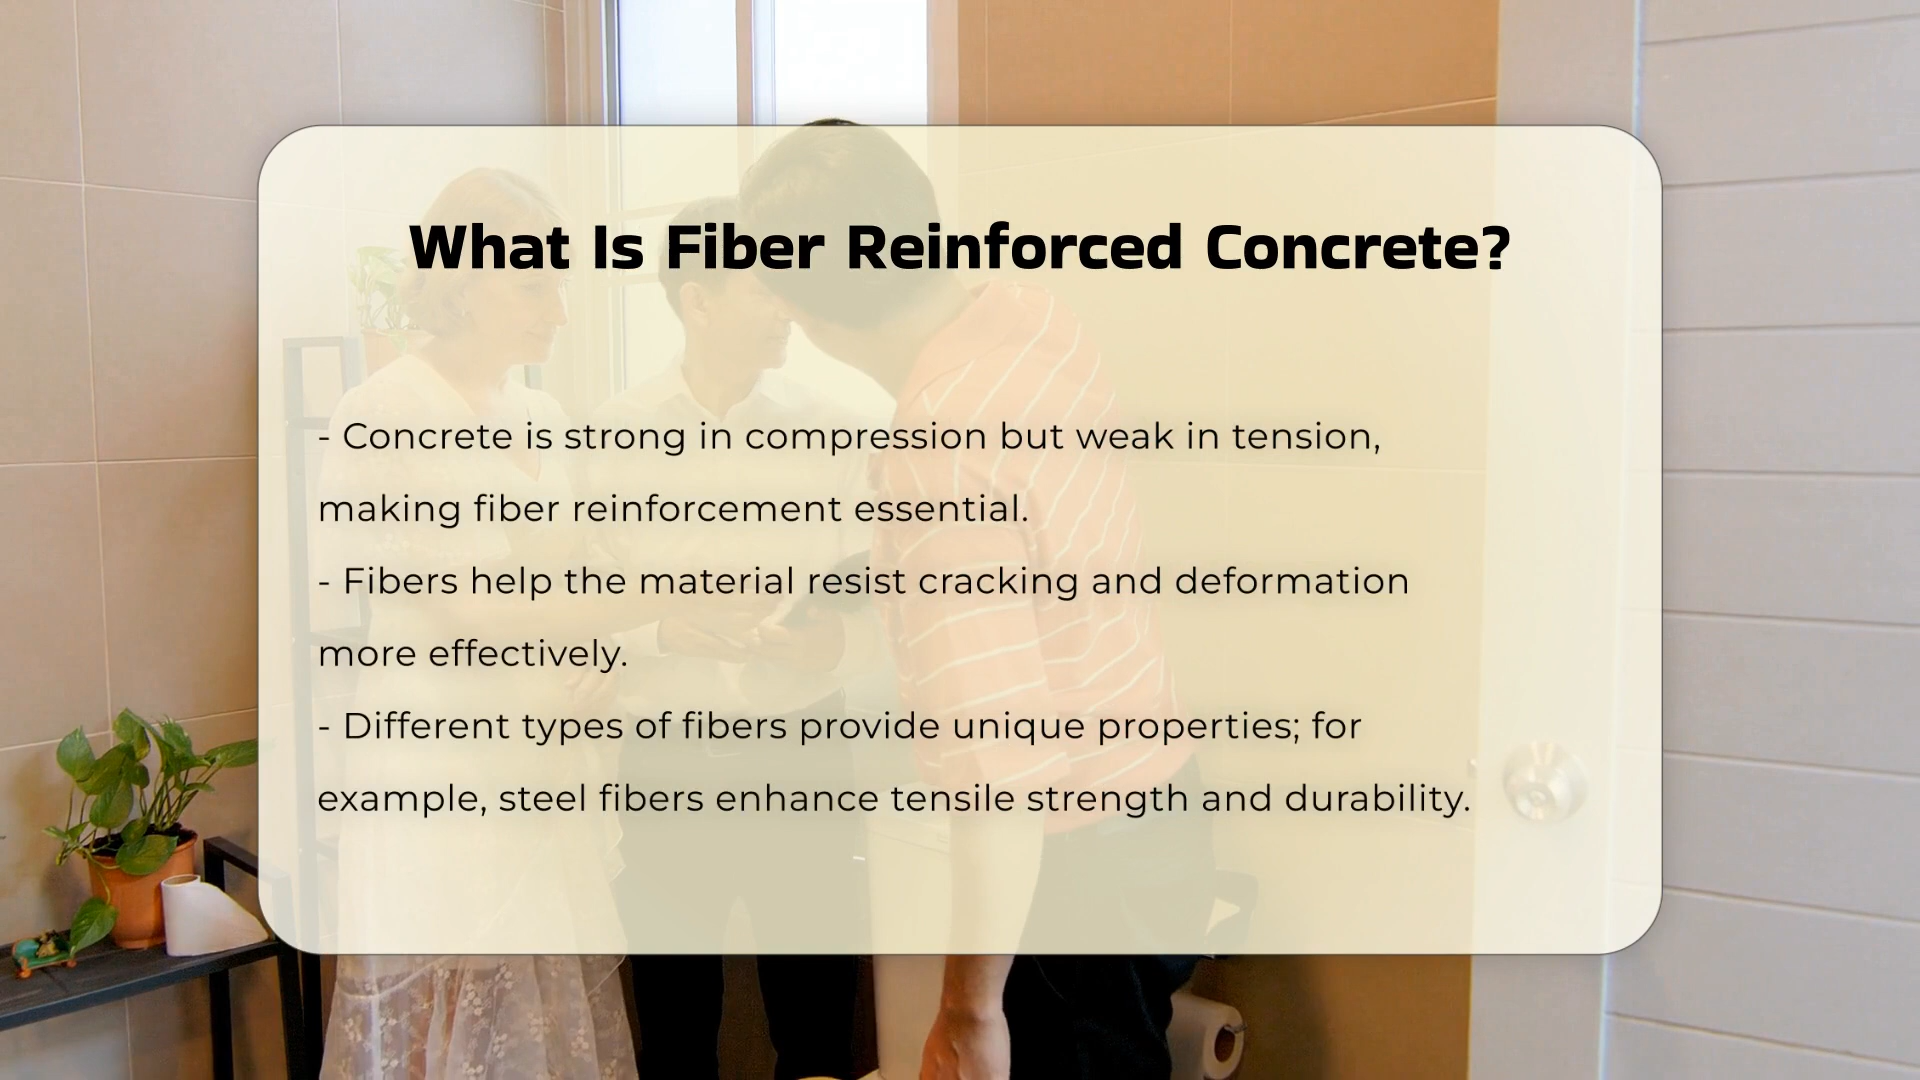 What Is Fiber Reinforced Concrete?
- Concrete is strong in compression but weak in tension,
making fiber reinforcement essential.
- Fibers help the material resist cracking and deformation
more effectively.
- Different types of fibers provide unique properties; for
example, steel fibers enhance tensile strength and durability.